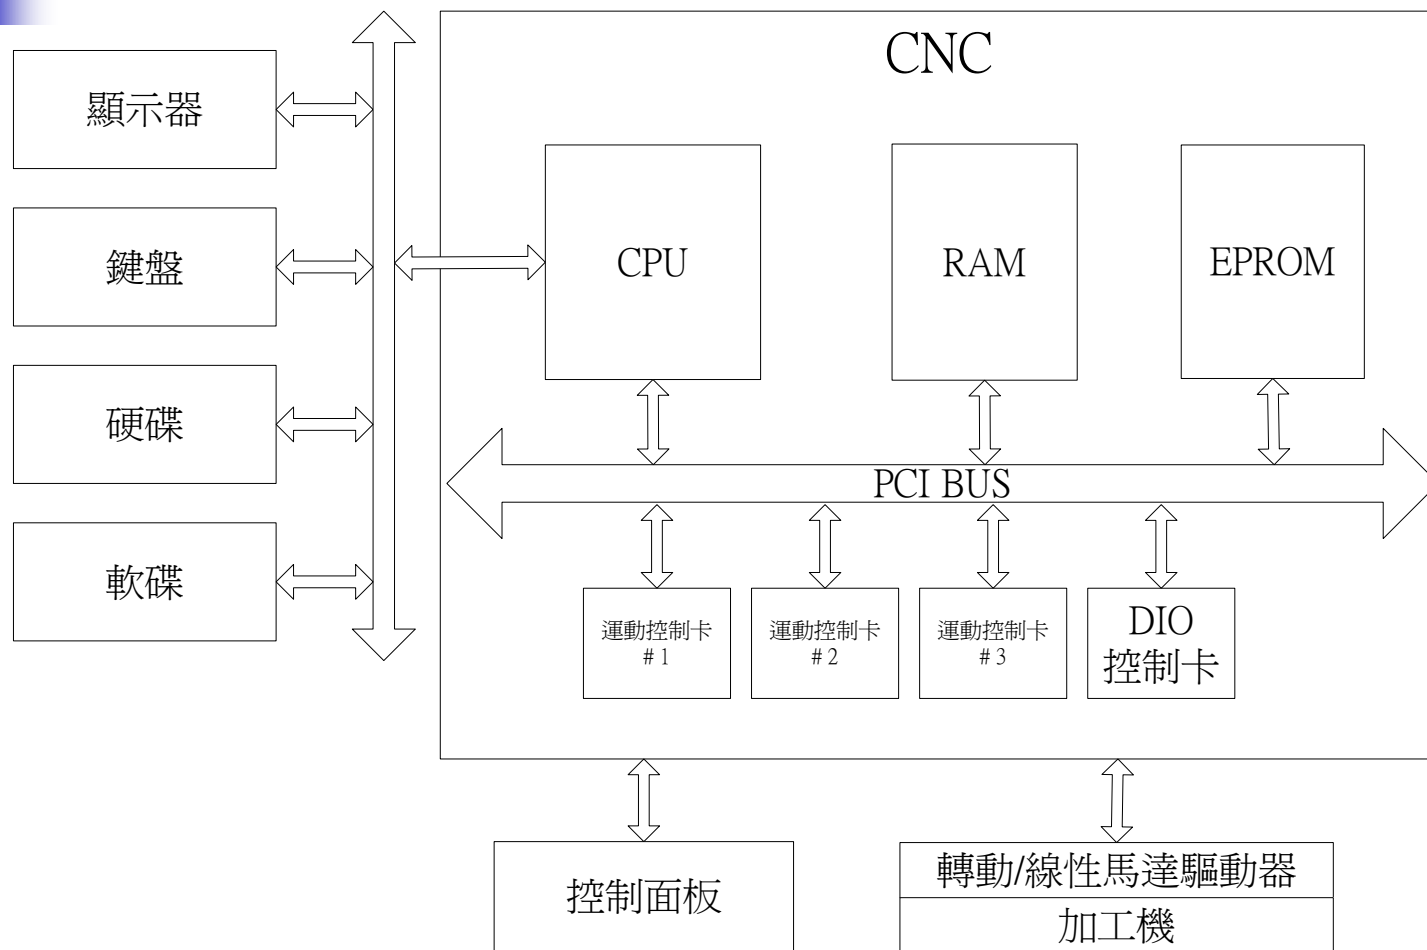 CNC
顯示器
鍵盤
硬碟
軟碟
CPU
RAM
EPROM
PCI BUS
運動控制卡
#1
運動控制卡
#2
運動控制卡
#3
DIO
控制卡
控制面板
轉動/線性馬達驅動器
加工機